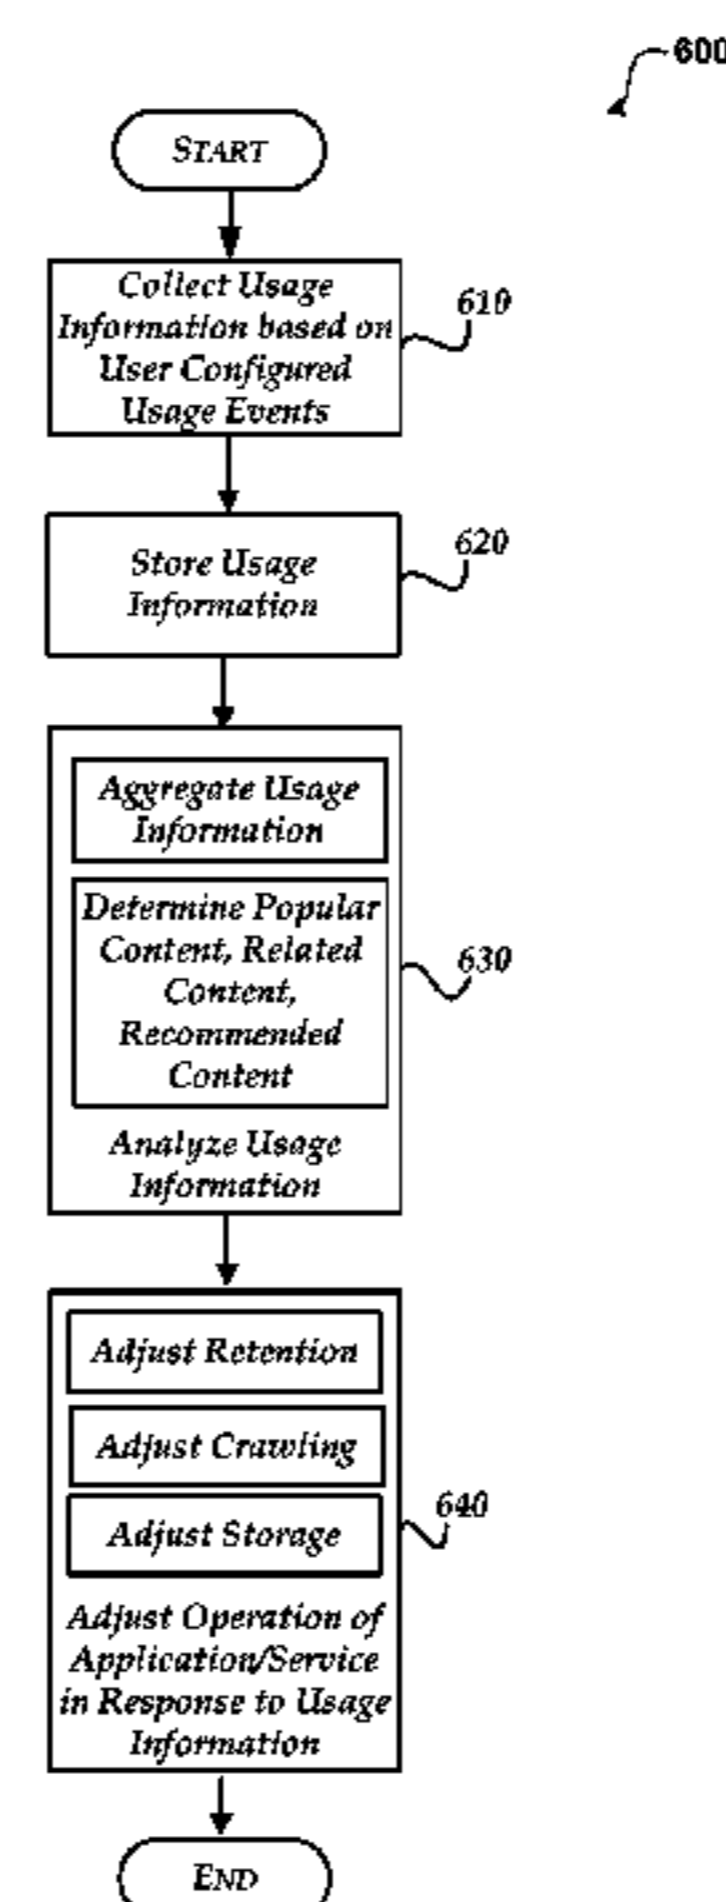 600
START
Collect Usage
Information based on
User Configured
Usage Events
610
Store Usage
Information
620
Aggregate Usage
Information
Determine Popular
Content, Related
Content,
Recommended
Content
630
Analyze Usage
Information
Adjust Retention
Adjust Crawling
Adjust Storage
640
Adjust Operation of
Application/Service
in Response to Usage
Information
END